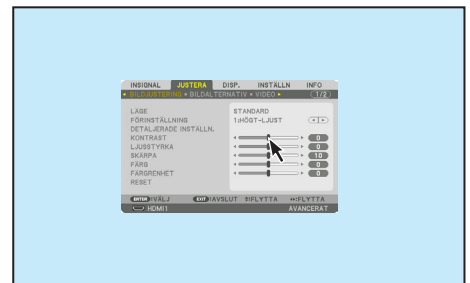 INSIGNAL JUSTERA DISP. INSTÄLLN INFO
BILDJUSTERING • BILDALTERNATIV • VIDEO 1/2
LÄGE STANDARD
FÖRINSTÄLLNING 1:HÖGT-LJUST
DETALJERADE INSTÄLLN.
KONTRAST 0
LJUSSTYRKA 0
SKÄRPA 10
FÄRG 0
FÄRGRENHET 0
RESET
ENTER :VÄLJ EXIT :AVSLUT ↕:FLYTTA ↔:FLYTTA
HDMI1 AVANCERAT